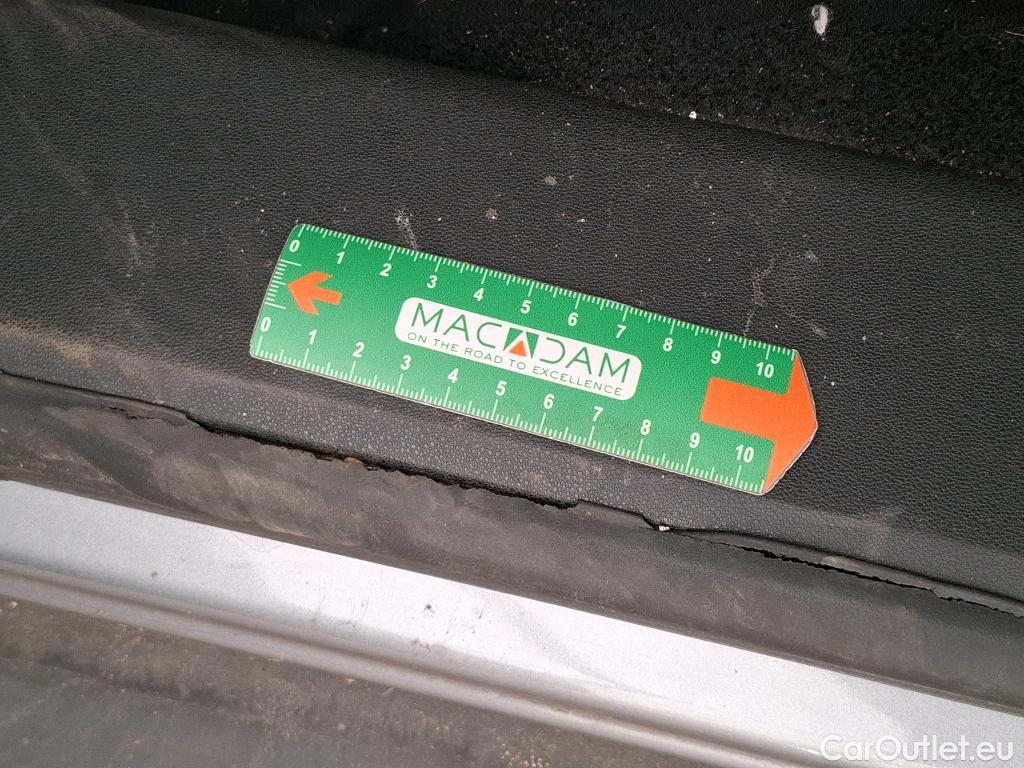 0 1 2 3 4 5 6 7 8 9 10
MACADAM
ON THE ROAD TO EXCELLENCE
0 1 2 3 4 5 6 7 8 9 10
CarOutlet.eu